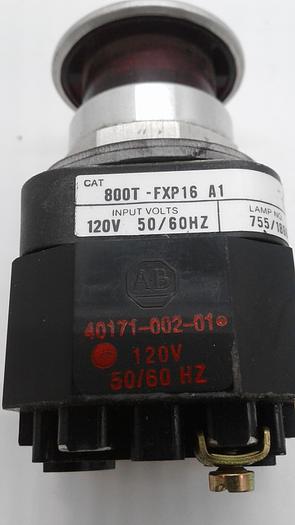 CAT
800T-FXP16 A1
INPUT VOLTS
LAMP NO.
120V 50/60HZ
AB
40171-002-01
120V
50/60 HZ